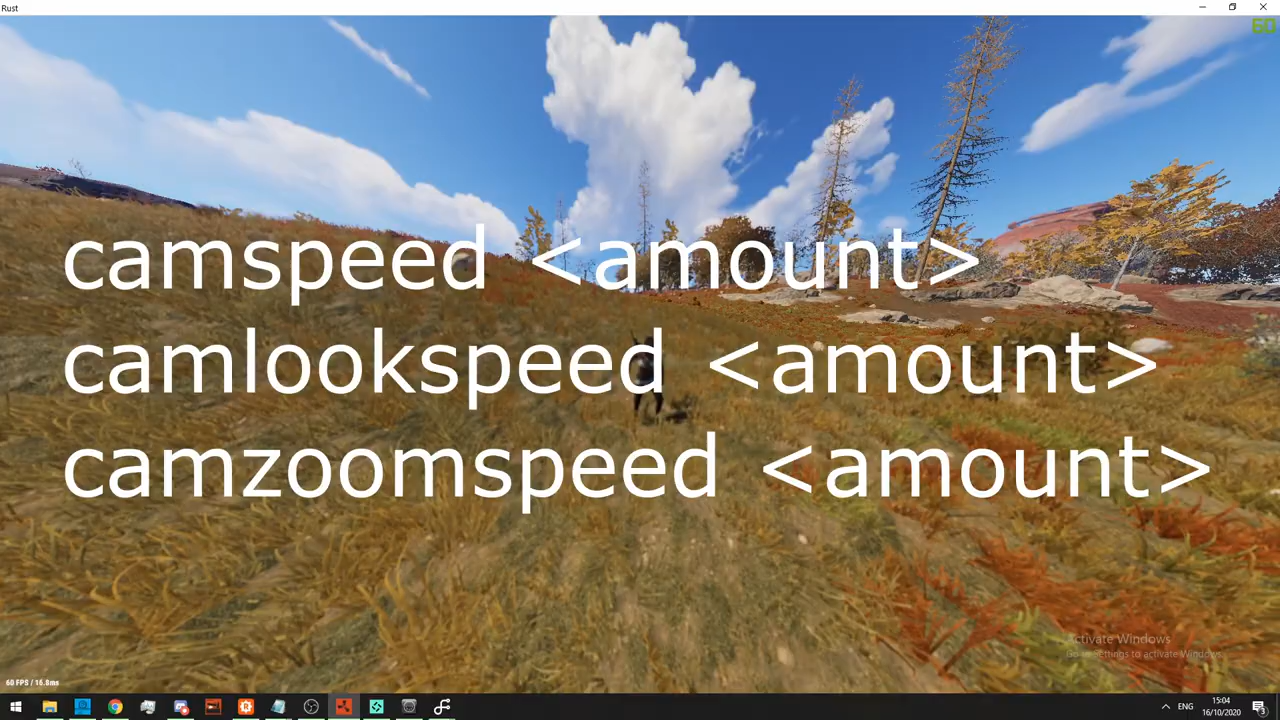 Rust
60
camspeed <amount>
camlookspeed <amount>
camzoomspeed <amount>
Activate Windows
Go to Settings to activate Windows.
60 FPS / 16.8ms
ENG
15:04
16/10/2020
3